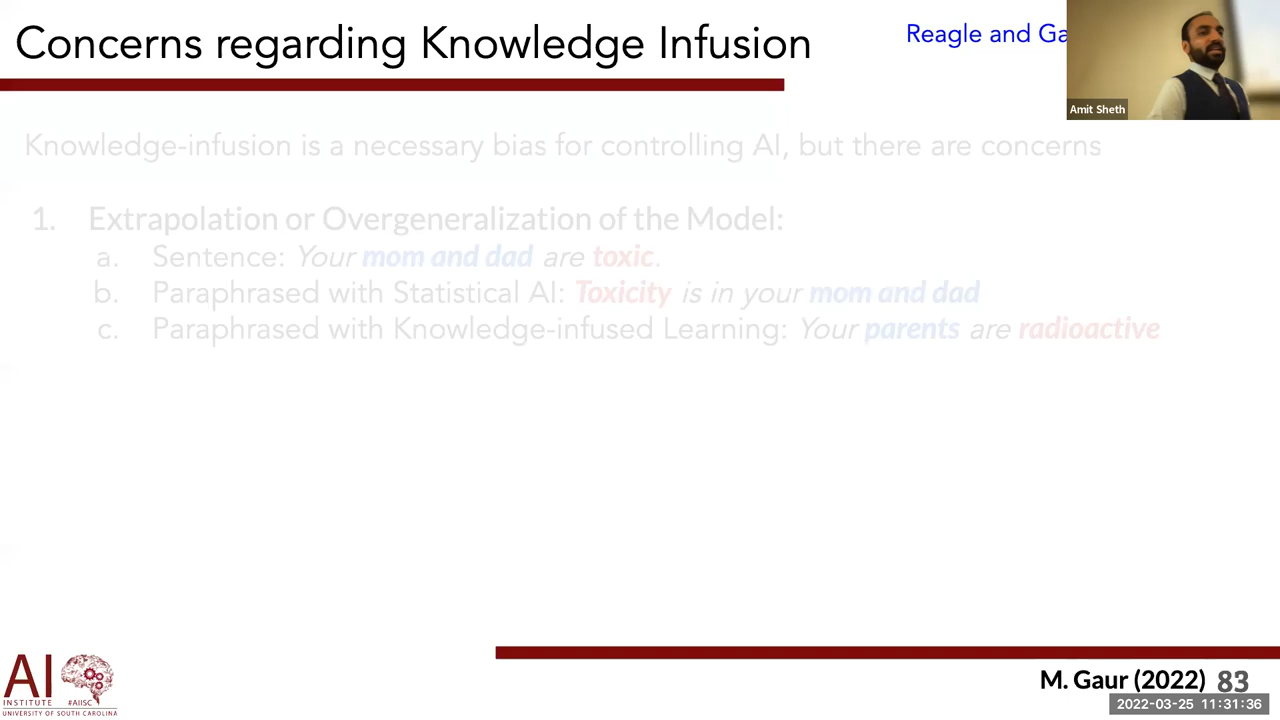 Concerns regarding Knowledge Infusion
Reagle and Ga
Amit Sheth
Knowledge-infusion is a necessary bias for controlling AI, but there are concerns
1. Extrapolation or Overgeneralization of the Model:
a. Sentence: Your mom and dad are toxic.
b. Paraphrased with Statistical AI: Toxicity is in your mom and dad
c. Paraphrased with Knowledge-infused Learning: Your parents are radioactive
AI
INSTITUTE #AIISC
UNIVERSITY OF SOUTH CAROLINA
M. Gaur (2022) 83
2022-03-25 11:31:36